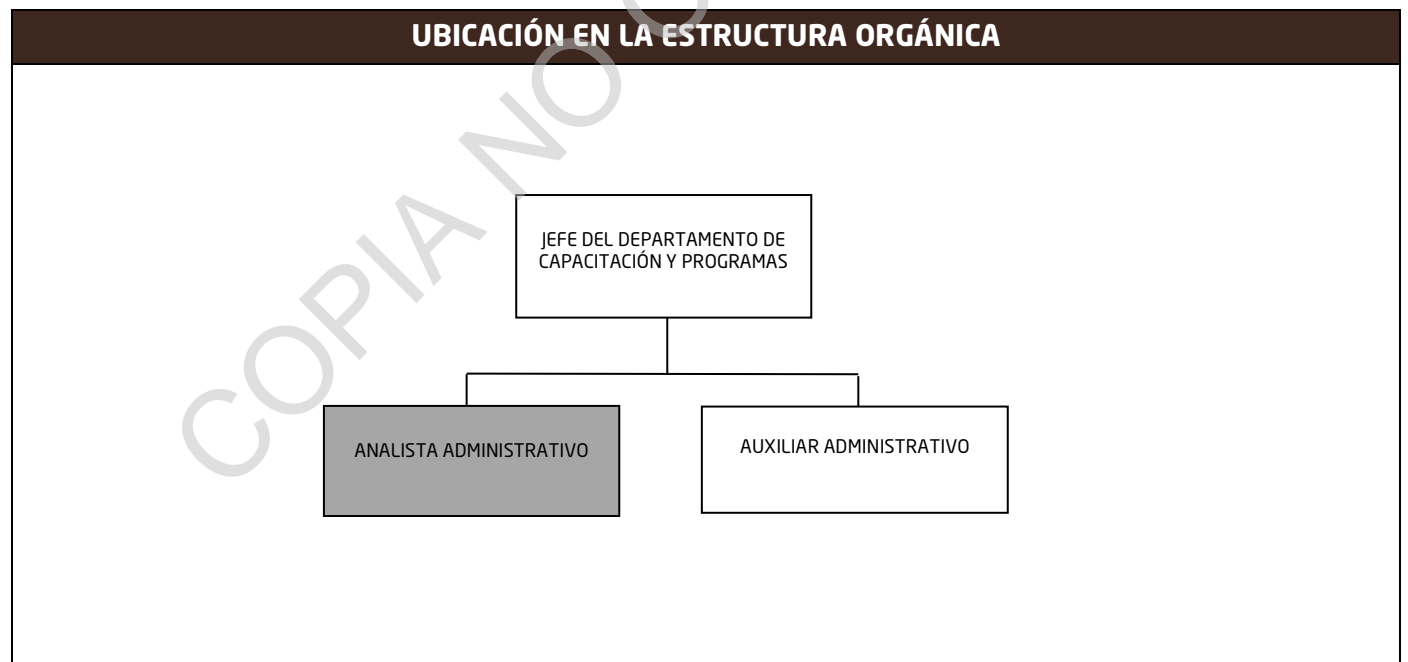 UBICACIÓN EN LA ESTRUCTURA ORGÁNICA
JEFE DEL DEPARTAMENTO DE
CAPACITACIÓN Y PROGRAMAS
ANALISTA ADMINISTRATIVO
AUXILIAR ADMINISTRATIVO
COPIA NO